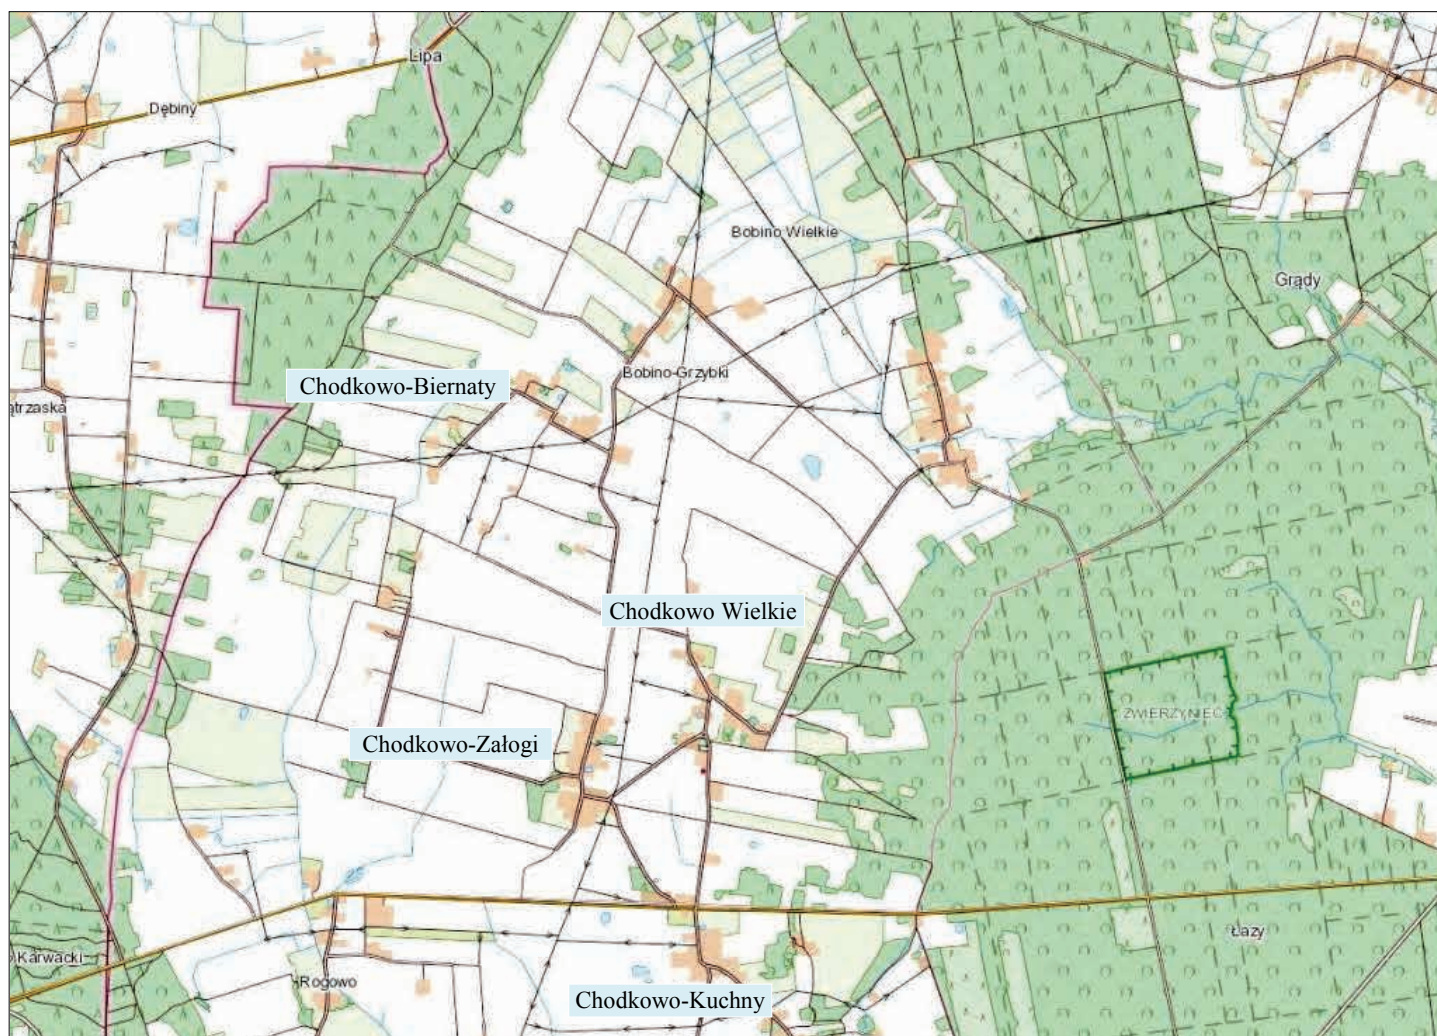 Lipa
Dębiny
Bobino Wielkie
Grądy
Bobino-Grzybki
Chodkowo-Biernaty
ątrzaska
Chodkowo Wielkie
ZWIERZYNIEC
Chodkowo-Załogi
Łazy
Karwacki
Rogowo
Chodkowo-Kuchny